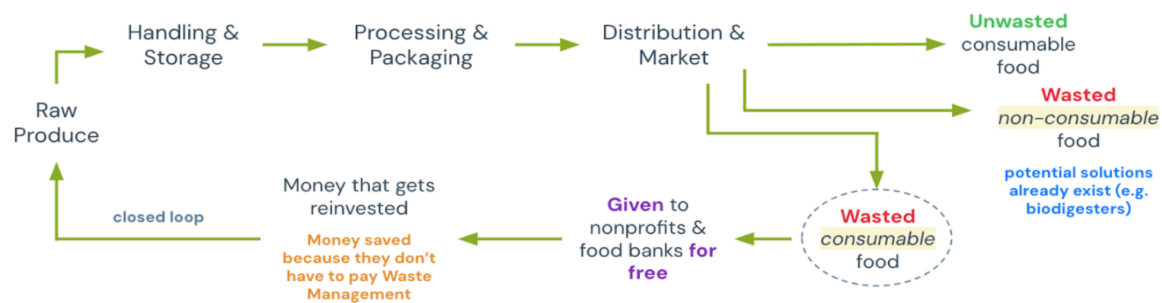 Handling &
Storage
Processing &
Packaging
Distribution &
Market
Unwasted
consumable
food
Wasted
non-consumable
food
potential solutions
already exist (e.g.
biodigesters)
Raw
Produce
closed loop
Money that gets
reinvested
Money saved
because they don't
have to pay Waste
Management
Given to
nonprofits &
food banks for
free
Wasted
consumable
food